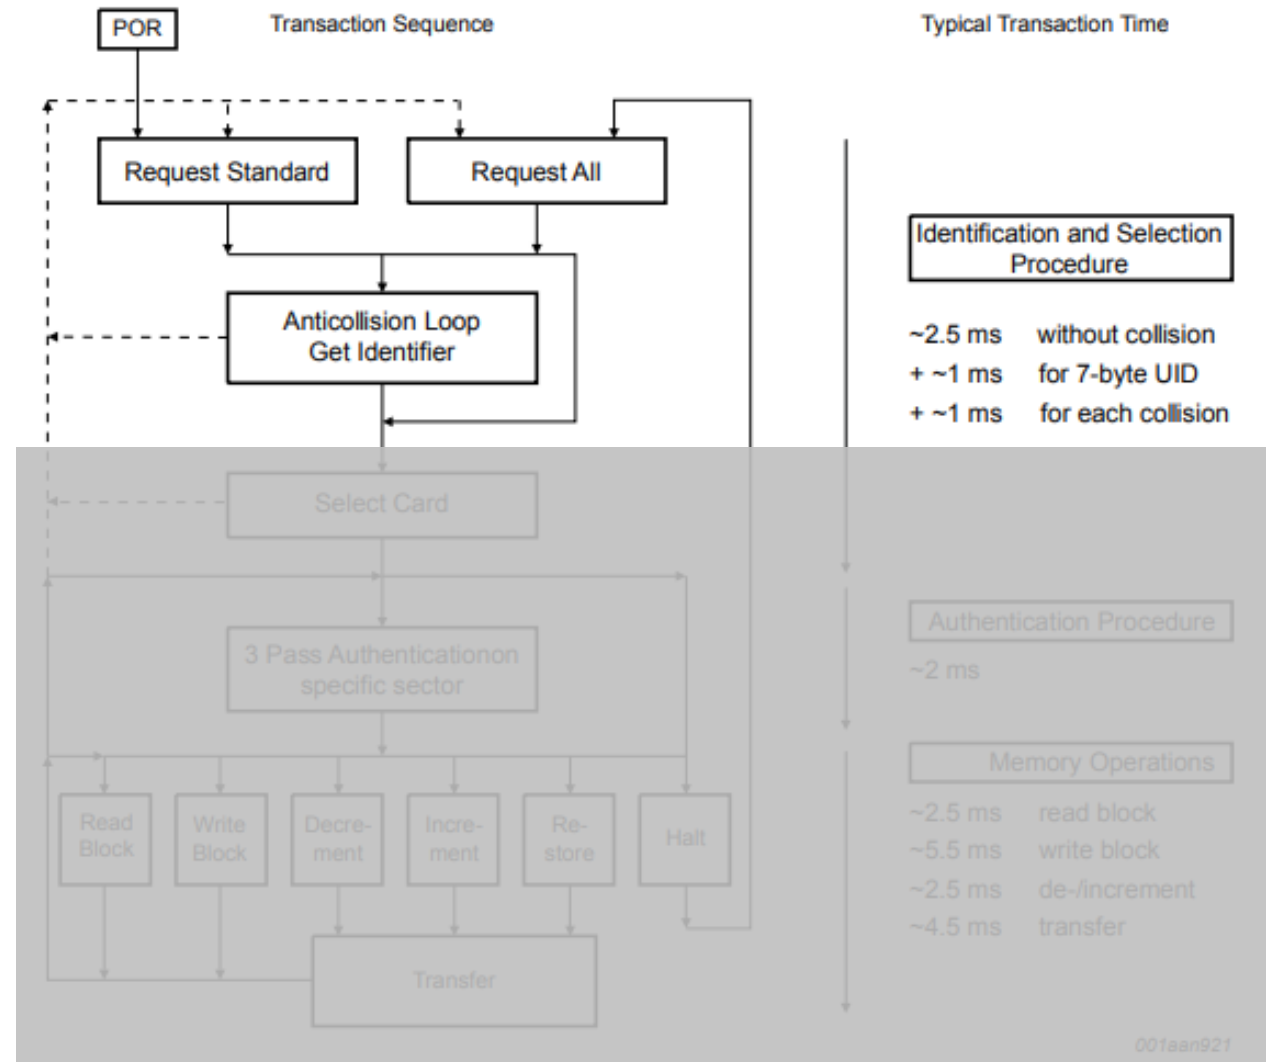 POR
Transaction Sequence
Typical Transaction Time
Request Standard
Request All
Identification and Selection
Procedure
Anticollision Loop
Get Identifier
~2.5 ms without collision
+ ~1 ms for 7-byte UID
+ ~1 ms for each collision
Select Card
Authentication Procedure
3 Pass Authenticationon
specific sector
~2 ms
Memory Operations
Read
Block
Write
Block
Decre-
ment
Incre-
ment
Re-
store
Halt
~2.5 ms read block
~5.5 ms write block
~2.5 ms de-/increment
~4.5 ms transfer
Transfer
001aan921